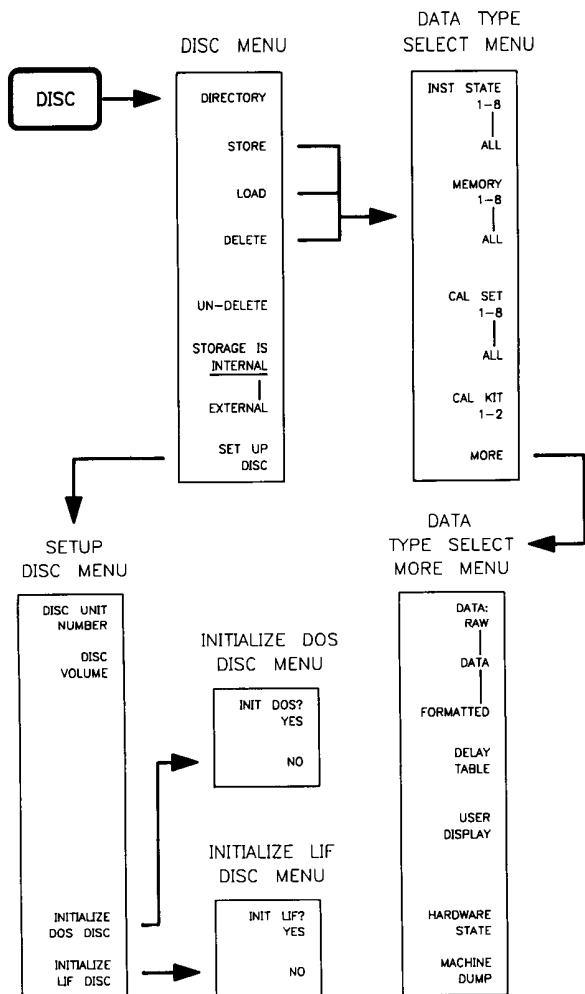 DISC
DISC MENU
DIRECTORY
STORE
LOAD
DELETE
UN-DELETE
STORAGE IS
INTERNAL
EXTERNAL
SET UP
DISC
DATA TYPE
SELECT MENU
INST STATE
1-8
ALL
MEMORY
1-8
ALL
CAL SET
1-8
ALL
CAL KIT
1-2
MORE
SETUP
DISC MENU
DISC UNIT
NUMBER
DISC
VOLUME
INITIALIZE
DOS DISC
INITIALIZE
LIF DISC
INITIALIZE DOS
DISC MENU
INIT DOS?
YES
NO
INITIALIZE LIF
DISC MENU
INIT LIF?
YES
NO
DATA
TYPE SELECT
MORE MENU
DATA:
RAW
DATA
FORMATTED
DELAY
TABLE
USER
DISPLAY
HARDWARE
STATE
MACHINE
DUMP